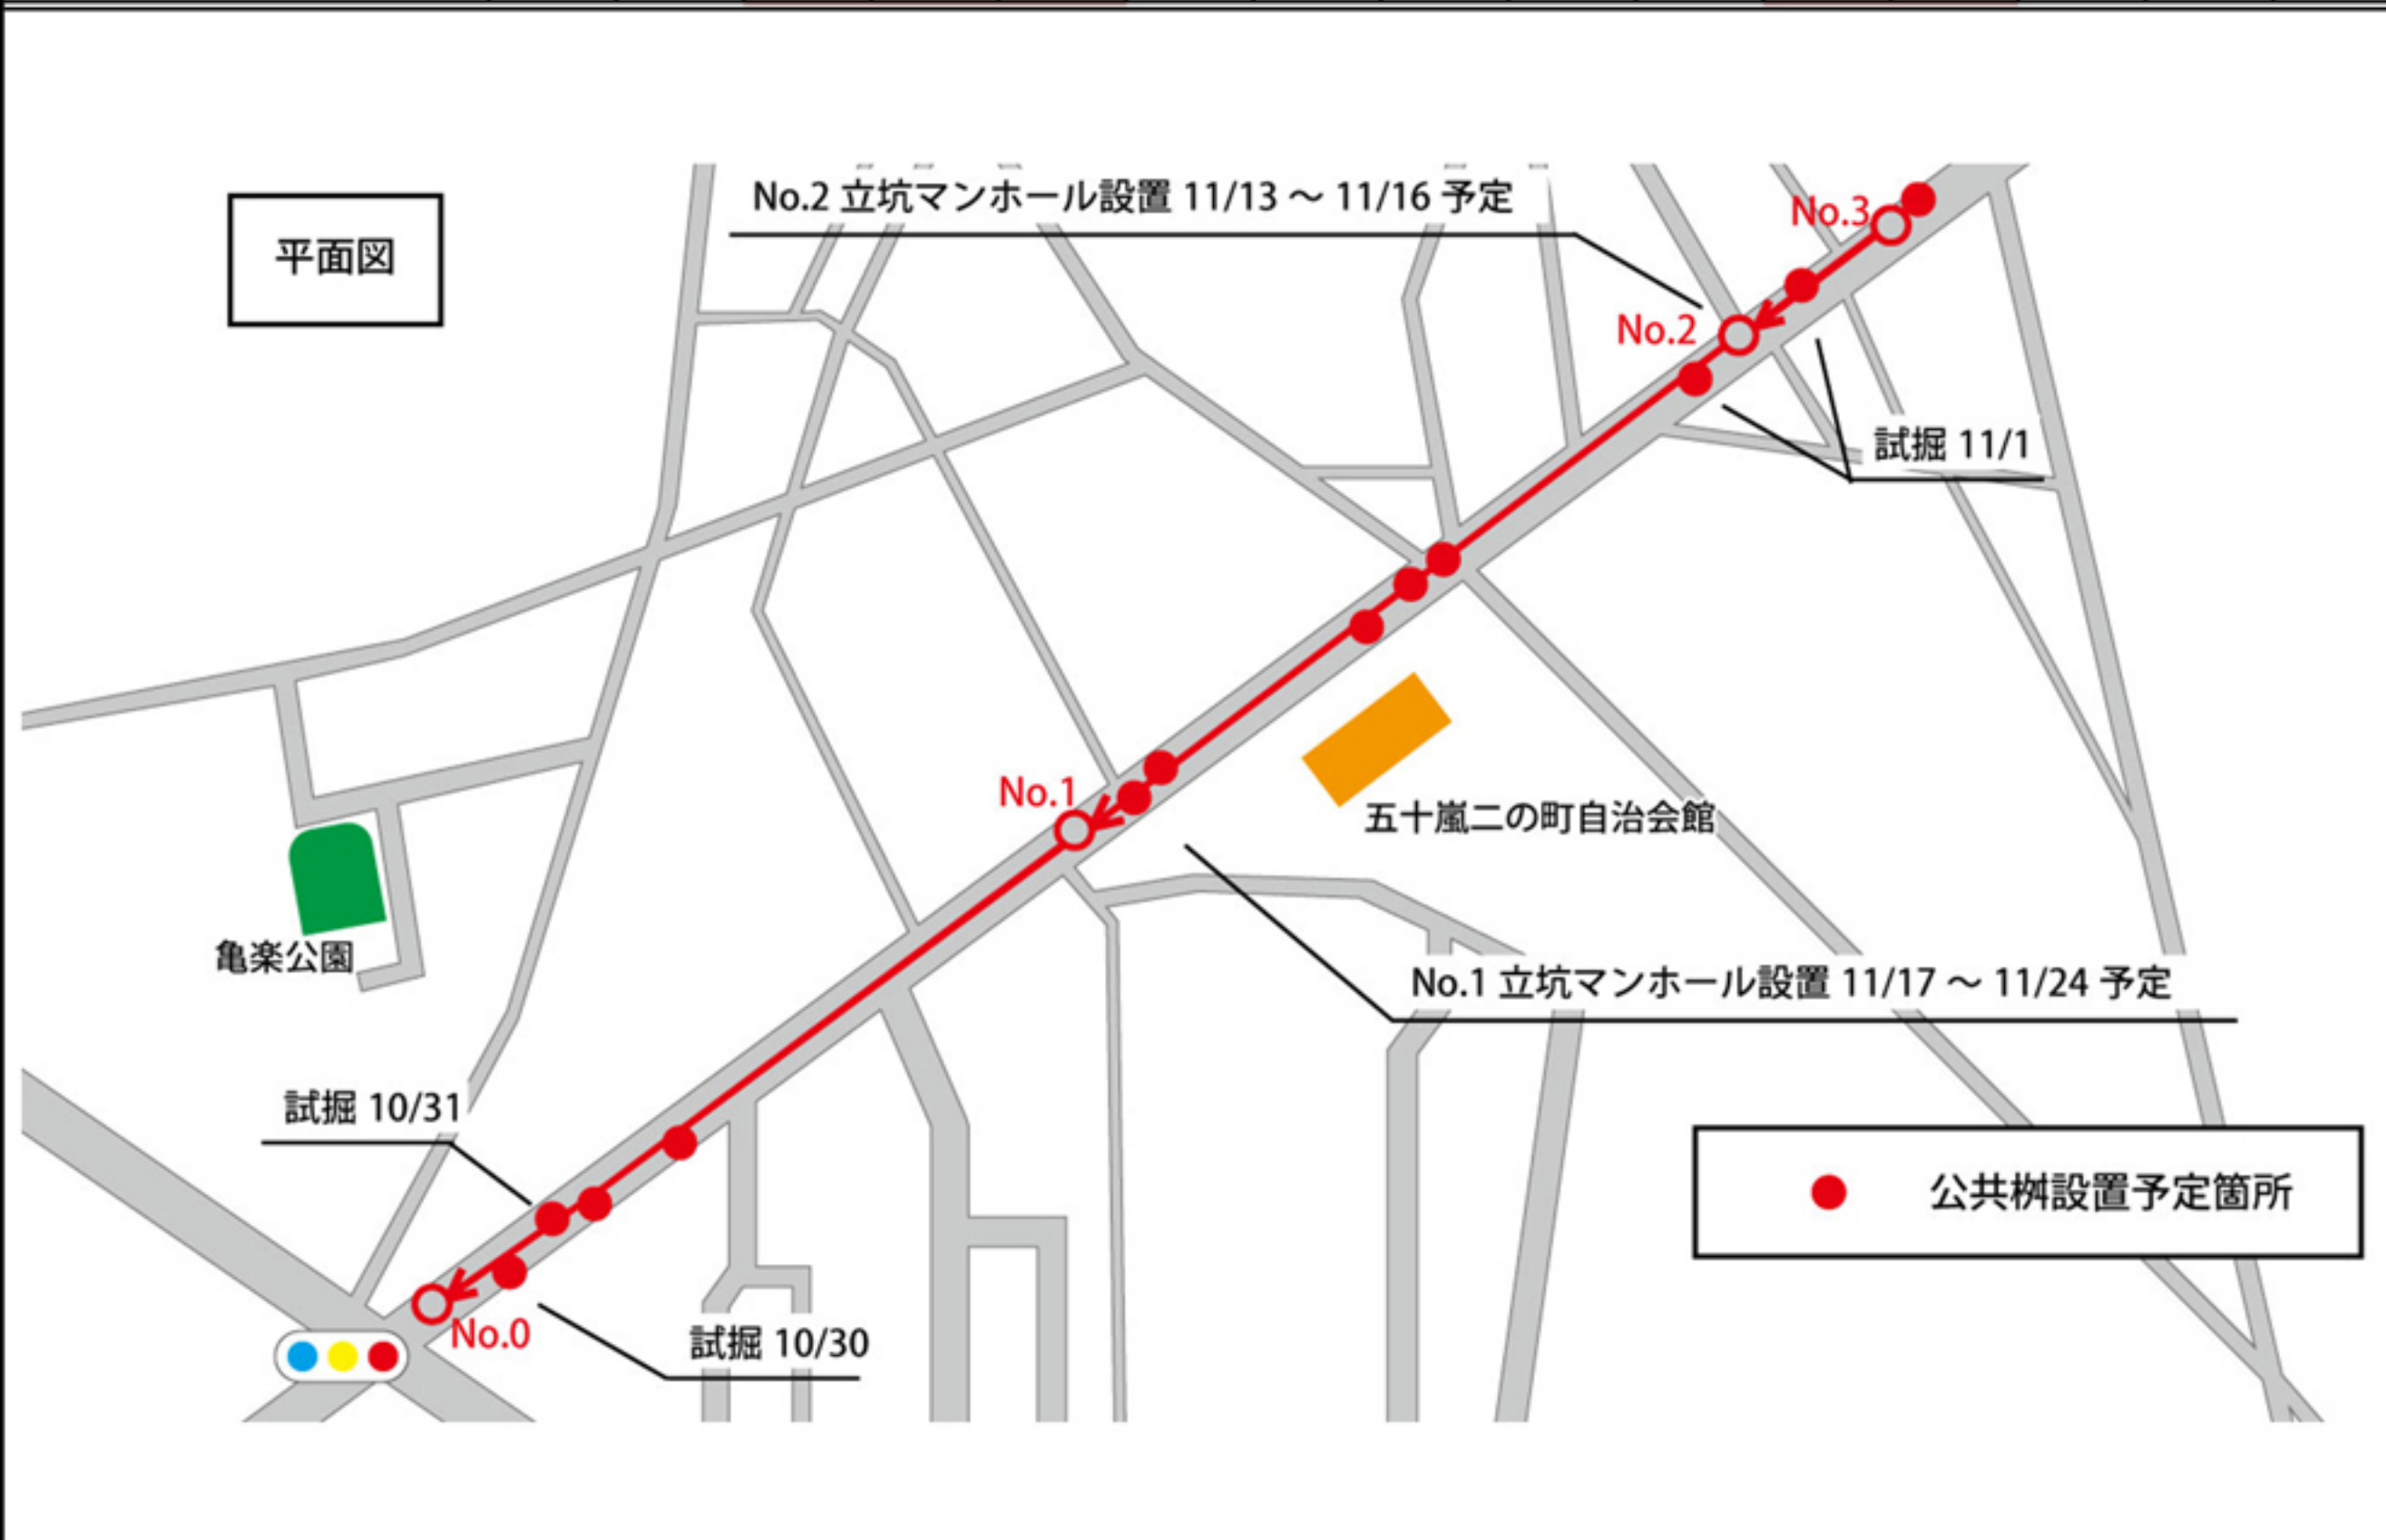 No.2 立坑マンホール設置 11/13 ～ 11/16 予定
平面図
No.3
No.2
試掘 11/1
No.1
五十嵐二の町自治会館
亀楽公園
No.1 立坑マンホール設置 11/17 ～ 11/24 予定
試掘 10/31
公共桝設置予定箇所
No.0
試掘 10/30